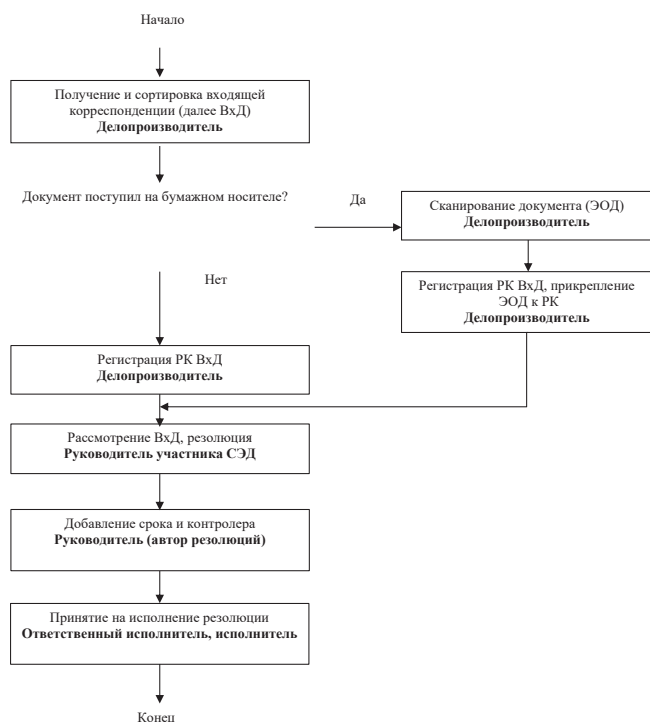 Начало
Получение и сортировка входящей
корреспонденции (далее ВхД)
Делопроизводитель
Документ поступил на бумажном носителе?
Да
Сканирование документа (ЭОД)
Делопроизводитель
Регистрация РК ВхД, прикрепление
ЭОД к РК
Делопроизводитель
Нет
Регистрация РК ВхД
Делопроизводитель
Рассмотрение ВхД, резолюция
Руководитель участника СЭД
Добавление срока и контролера
Руководитель (автор резолюций)
Принятие на исполнение резолюции
Ответственный исполнитель, исполнитель
Конец